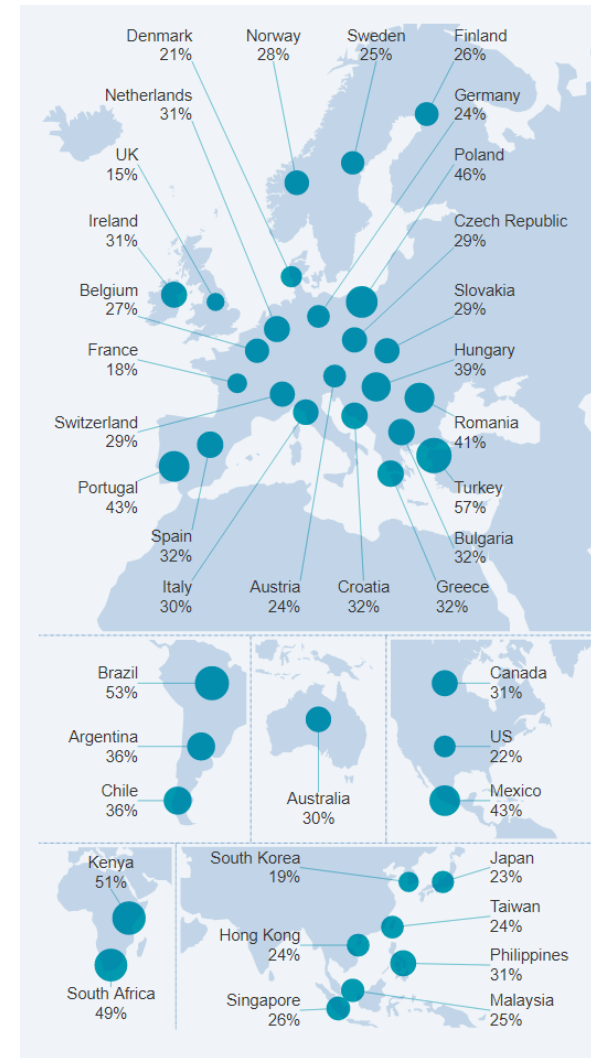 Denmark
21%
Norway
28%
Sweden
25%
Finland
26%
Netherlands
31%
Germany
24%
UK
15%
Poland
46%
Ireland
31%
Czech Republic
29%
Belgium
27%
Slovakia
29%
France
18%
Hungary
39%
Switzerland
29%
Romania
41%
Portugal
43%
Turkey
57%
Spain
32%
Bulgaria
32%
Italy
30%
Austria
24%
Croatia
32%
Greece
32%
Brazil
53%
Argentina
36%
Chile
36%
Australia
30%
Canada
31%
US
22%
Mexico
43%
Kenya
51%
South Africa
49%
South Korea
19%
Japan
23%
Taiwan
24%
Hong Kong
24%
Philippines
31%
Singapore
26%
Malaysia
25%